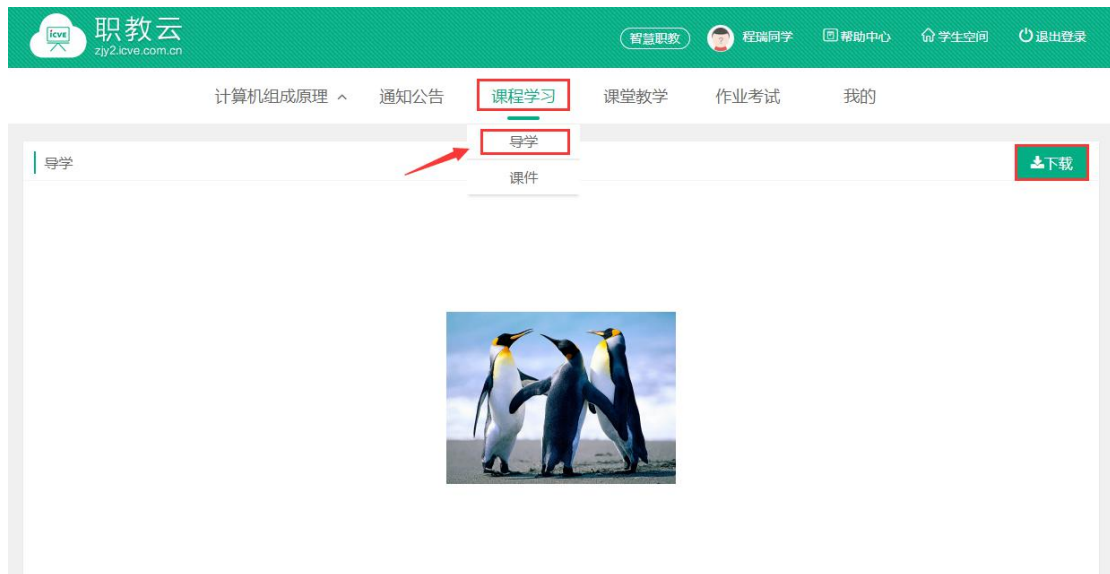 icve
职教云
zjy2.icve.com.cn
智慧职教
程瑞同学
帮助中心
学生空间
退出登录
计算机组成原理
通知公告
课程学习
课堂教学
作业考试
我的
导学
课件
导学
下载